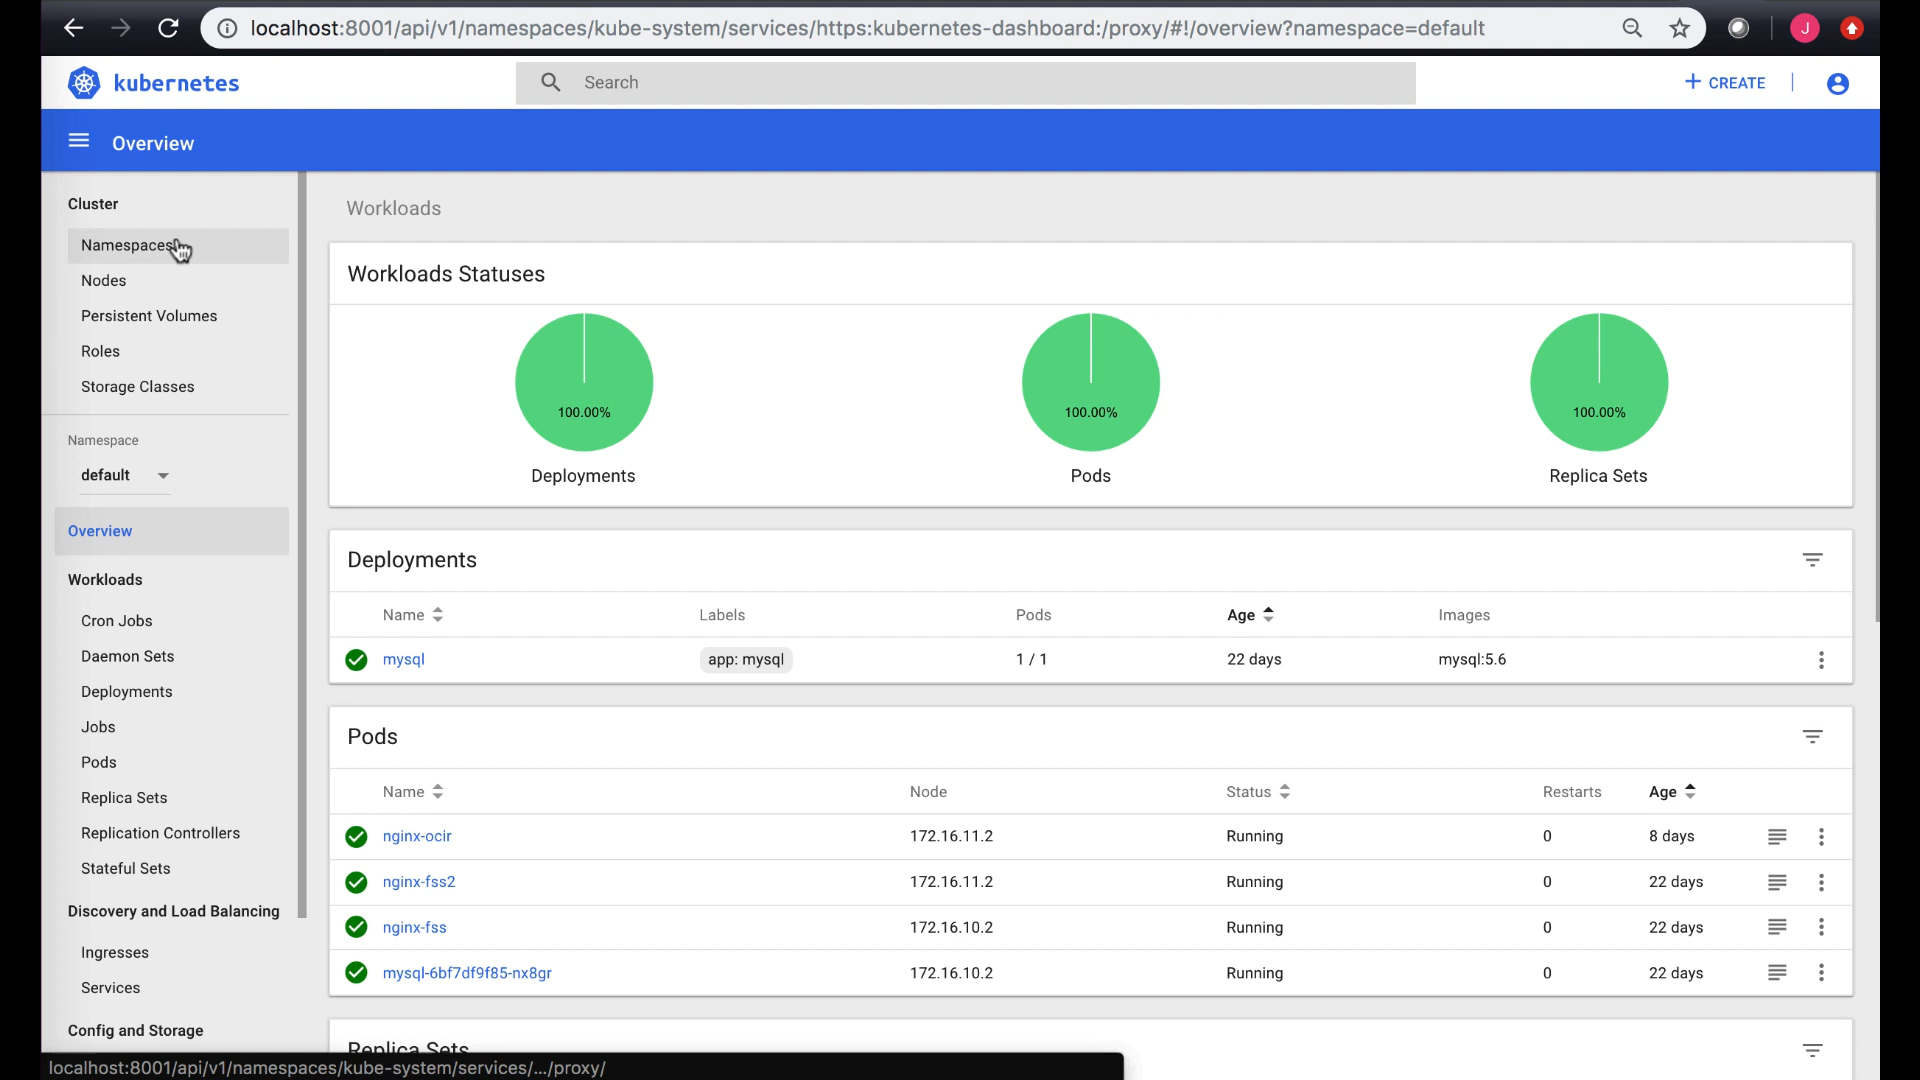 localhost:8001/api/v1/namespaces/kube-system/services/https:kubernetes-dashboard:/proxy/#!/overview?namespace=default
J
kubernetes
Search
+ CREATE
Overview
Cluster
Namespaces
Nodes
Persistent Volumes
Roles
Storage Classes
Namespace
default
Overview
Workloads
Cron Jobs
Daemon Sets
Deployments
Jobs
Pods
Replica Sets
Replication Controllers
Stateful Sets
Discovery and Load Balancing
Ingresses
Services
Config and Storage
Workloads
Workloads Statuses
100.00% 100.00% 100.00%
Deployments Pods Replica Sets
Deployments
Name Labels Pods Age Images
mysql app: mysql 1 / 1 22 days mysql:5.6
Pods
Name Node Status Restarts Age
nginx-ocir 172.16.11.2 Running 0 8 days
nginx-fss2 172.16.11.2 Running 0 22 days
nginx-fss 172.16.10.2 Running 0 22 days
mysql-6bf7df9f85-nx8gr 172.16.10.2 Running 0 22 days
Replica Sets
localhost:8001/api/v1/namespaces/kube-system/services/.../proxy/